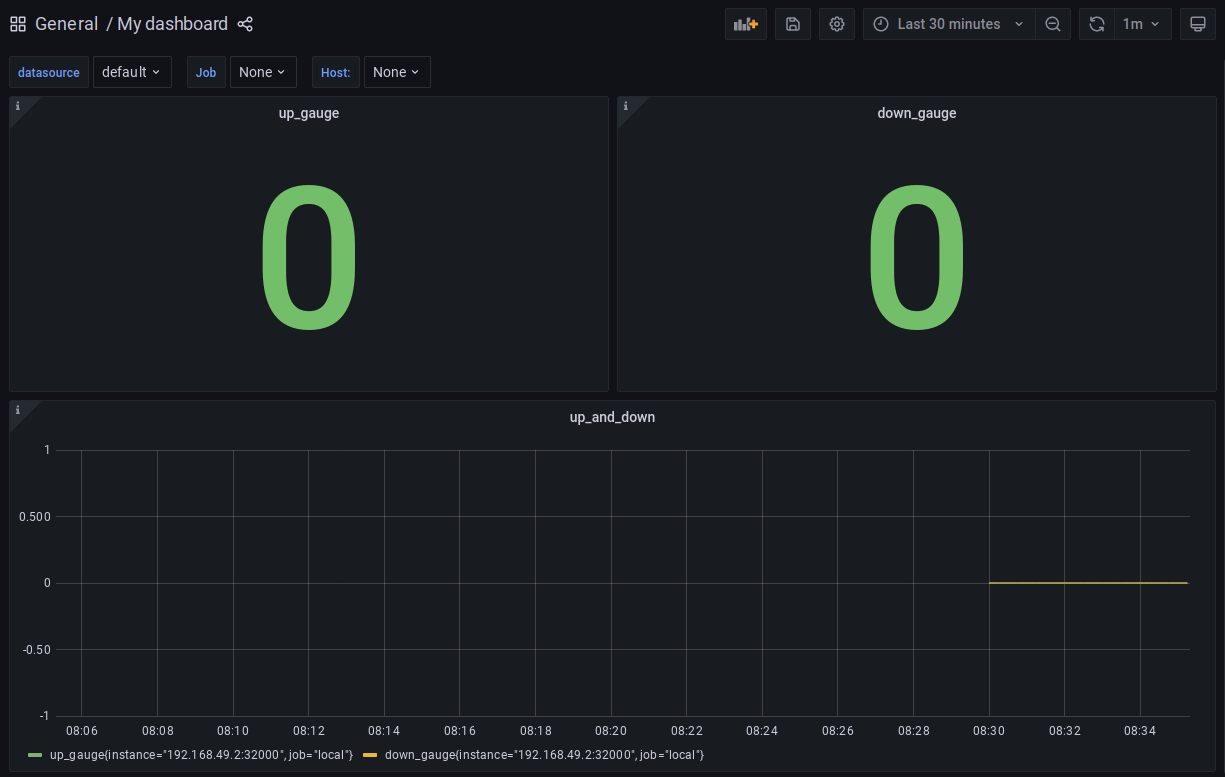 General / My dashboard
Last 30 minutes
1m
datasource default Job None Host: None
i
up_gauge
0
i
down_gauge
0
i
up_and_down
1
0.500
0
-0.50
-1
08:06 08:08 08:10 08:12 08:14 08:16 08:18 08:20 08:22 08:24 08:26 08:28 08:30 08:32 08:34
up_gauge{instance="192.168.49.2:32000", job="local"} down_gauge{instance="192.168.49.2:32000", job="local"}